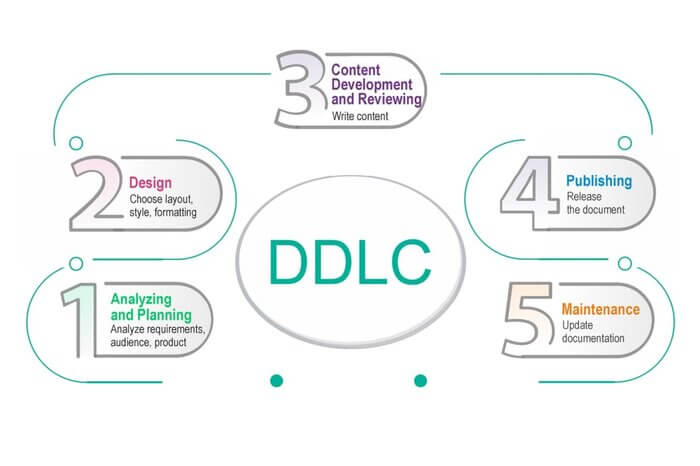 1
Analyzing
and Planning
Analyze requirements,
audience, product
2
Design
Choose layout,
style, formatting
3
Content
Development
and Reviewing
Write content
4
Publishing
Release
the document
5
Maintenance
Update
documentation
DDLC